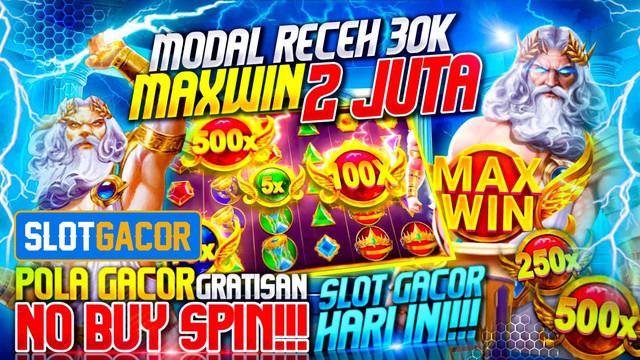 MODAL RECEH 30K
MAXWIN 2 JUTA
500x
5x
100X
MAX
WIN
SLOTGACOR
250x
500x
POLA GACOR GRATISAN
NO BUY SPIN!!!
SLOT GACOR
HARI INI!!!